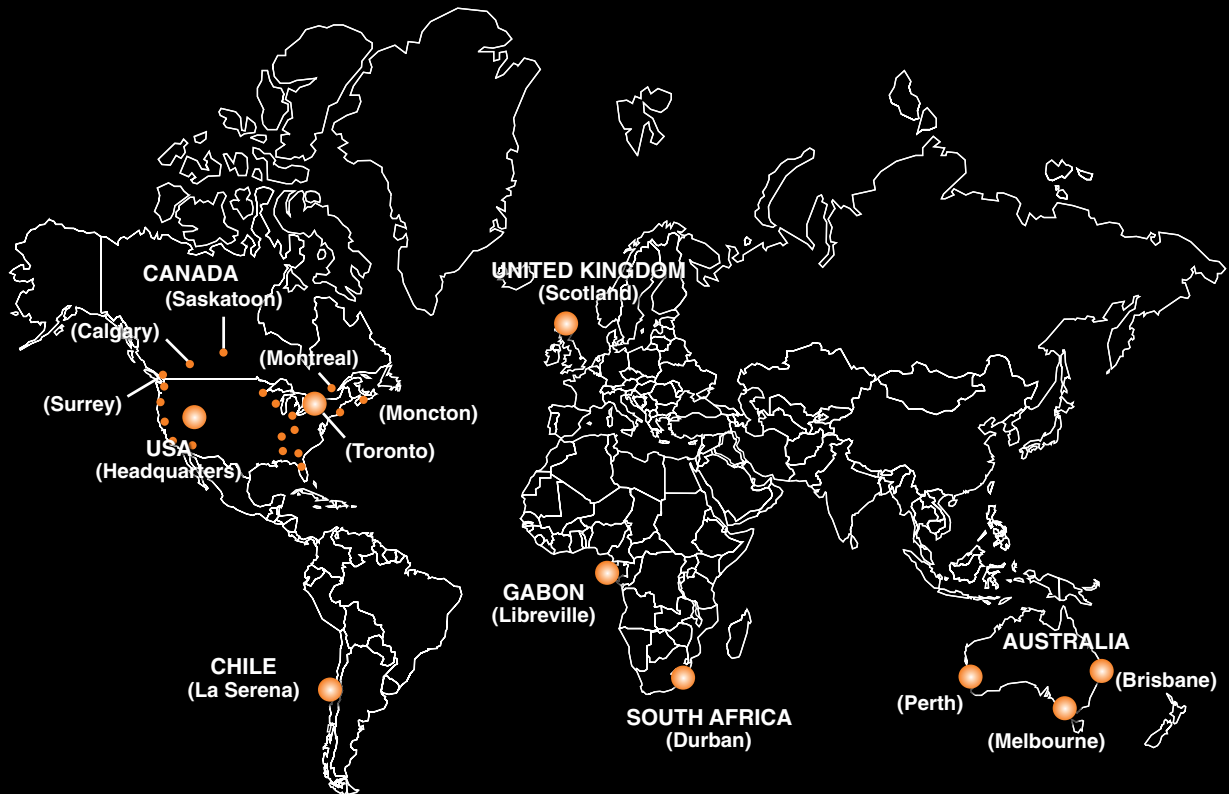 CANADA
(Saskatoon)
(Calgary)
(Montreal)
(Surrey)
(Moncton)
(Toronto)
USA
(Headquarters)
UNITED KINGDOM
(Scotland)
GABON
(Libreville)
CHILE
(La Serena)
SOUTH AFRICA
(Durban)
AUSTRALIA
(Brisbane)
(Perth)
(Melbourne)